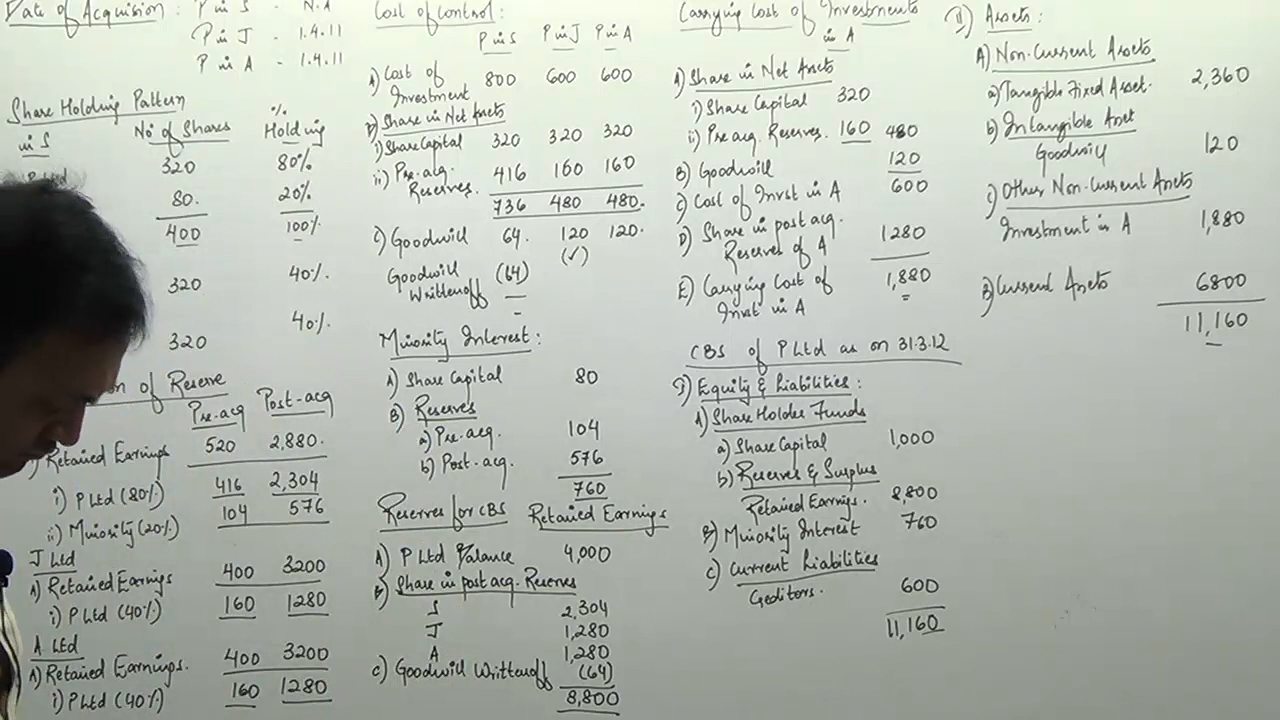 Date of Acquision : P in S - N.A
P in J - 1.4.11
P in A - 1.4.11
Share Holding Pattern
in S No of Shares % Holding
320 80%
80. 20%
400 100%
320 40%
320 40%
of Reserve
Pre-acq Post-acq
Retained Earnings 520 2,880.
i) P Ltd (80%) 416 2,304
ii) Minority (20%) 104 576
J Ltd
A) Retained Earnings 400 3200
i) P Ltd (40%) 160 1280
A Ltd
A) Retained Earnings. 400 3200
i) P Ltd (40%) 160 1280
Cost of Control :
P in S P in J P in A
A) Cost of Investment 800 600 600
B) Share in Net Assets
i) Share Capital 320 320 320
ii) Pre-acq. Reserves. 416 160 160
736 480 480.
C) Goodwill 64. 120 120.
(✓)
Goodwill Writtenoff (64)
Minority Interest :
A) Share Capital 80
B) Reserves
a) Pre-acq. 104
b) Post-acq. 576
760
Reserves for CBS Retained Earnings
A) P Ltd Balance 4,000
B) Share in post acq. Reserves
S 2,304
J 1,280
A 1,280
C) Goodwill Writtenoff (64)
8,800
Carrying Cost of Investments
in A
A) Share in Net Assets
i) Share Capital 320
ii) Pre acq. Reserves. 160 480
B) Goodwill 120
C) Cost of Invst in A 600
D) Share in post acq.
Reserves of A 1280
E) Carrying Cost of 1,880
Invst in A
CBS of P Ltd as on 31.3.12
I) Equity & Liabilities :
A) Share Holder Funds
a) Share Capital 1,000
b) Reserves & Surplus
Retained Earnings. 8,800
B) Minority Interest 760
C) Current Liabilities
Creditors. 600
11,160
II) Assets :
A) Non-Current Assets
a) Tangible Fixed Asset. 2,360
b) Intangible Asset
Goodwill 120
c) Other Non-Current Assets
Investment in A 1,880
B) Current Assets 6800
11,160